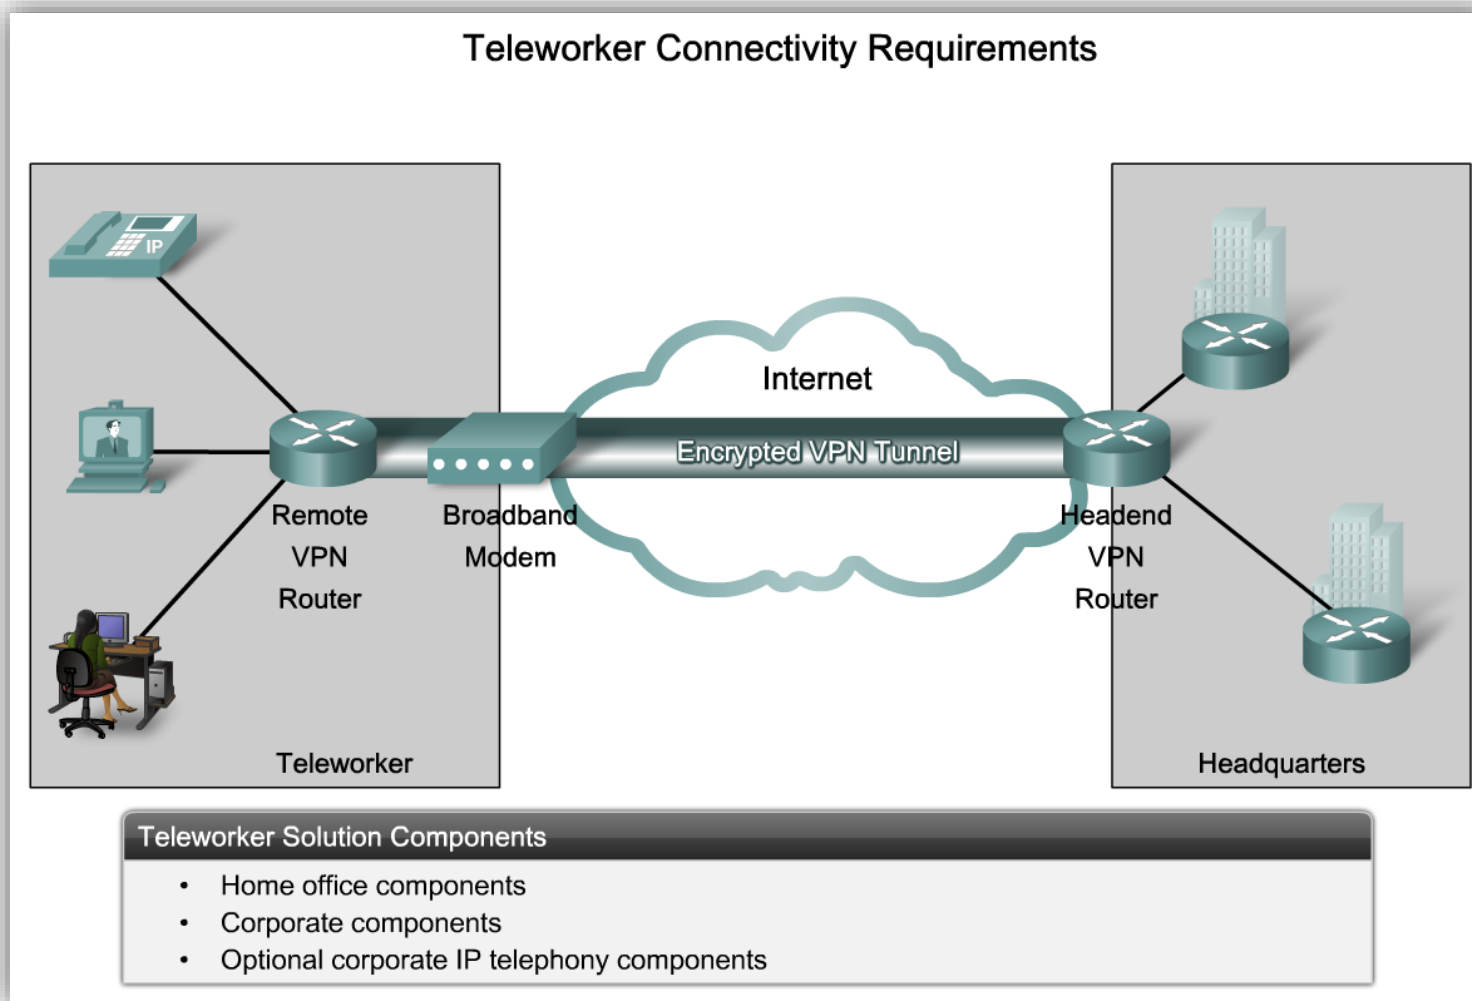 Teleworker Connectivity Requirements
IP
Internet
Encrypted VPN Tunnel
Remote
VPN
Router
Broadband
Modem
Headend
VPN
Router
Teleworker
Headquarters
Teleworker Solution Components
• Home office components
• Corporate components
• Optional corporate IP telephony components